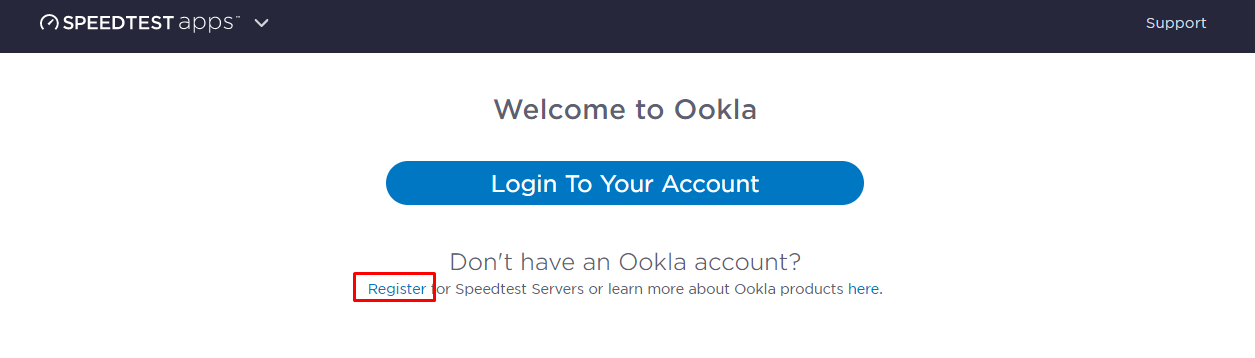 SPEEDTEST apps™
Support
Welcome to Ookla
Login To Your Account
Don't have an Ookla account?
Register for Speedtest Servers or learn more about Ookla products here.